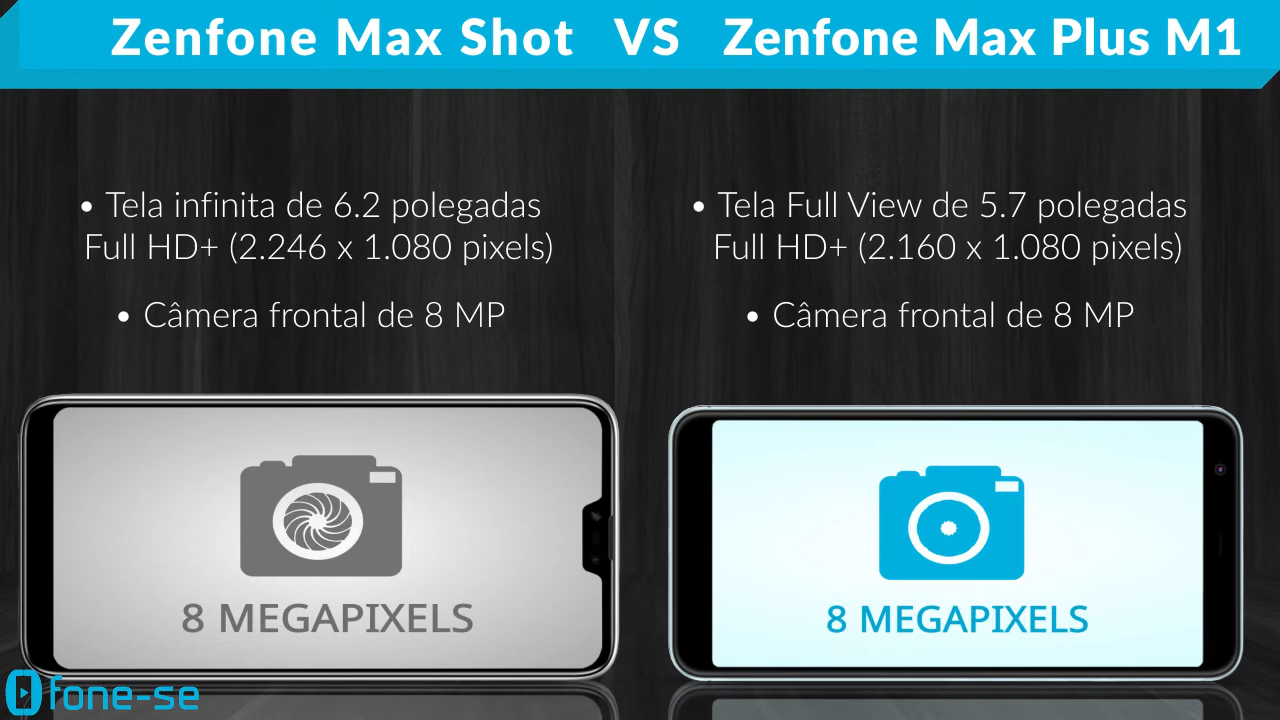 Zenfone Max Shot VS Zenfone Max Plus M1
• Tela infinita de 6.2 polegadas
Full HD+ (2.246 x 1.080 pixels)
• Câmera frontal de 8 MP
• Tela Full View de 5.7 polegadas
Full HD+ (2.160 x 1.080 pixels)
• Câmera frontal de 8 MP
8 MEGAPIXELS
8 MEGAPIXELS
fone-se